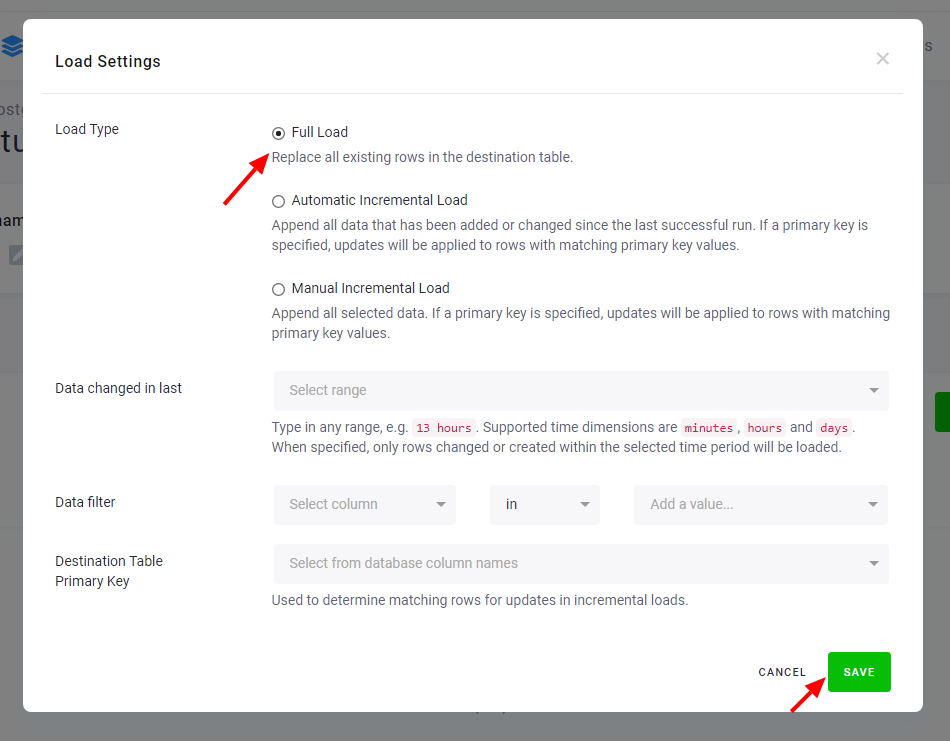 Load Settings
Load Type
Full Load
Replace all existing rows in the destination table.
Automatic Incremental Load
Append all data that has been added or changed since the last successful run. If a primary key is
specified, updates will be applied to rows with matching primary key values.
Manual Incremental Load
Append all selected data. If a primary key is specified, updates will be applied to rows with matching
primary key values.
Data changed in last
Select range
Type in any range, e.g. 13 hours. Supported time dimensions are minutes, hours and days.
When specified, only rows changed or created within the selected time period will be loaded.
Data filter
Select column
in
Add a value...
Destination Table
Primary Key
Select from database column names
Used to determine matching rows for updates in incremental loads.
CANCEL
SAVE